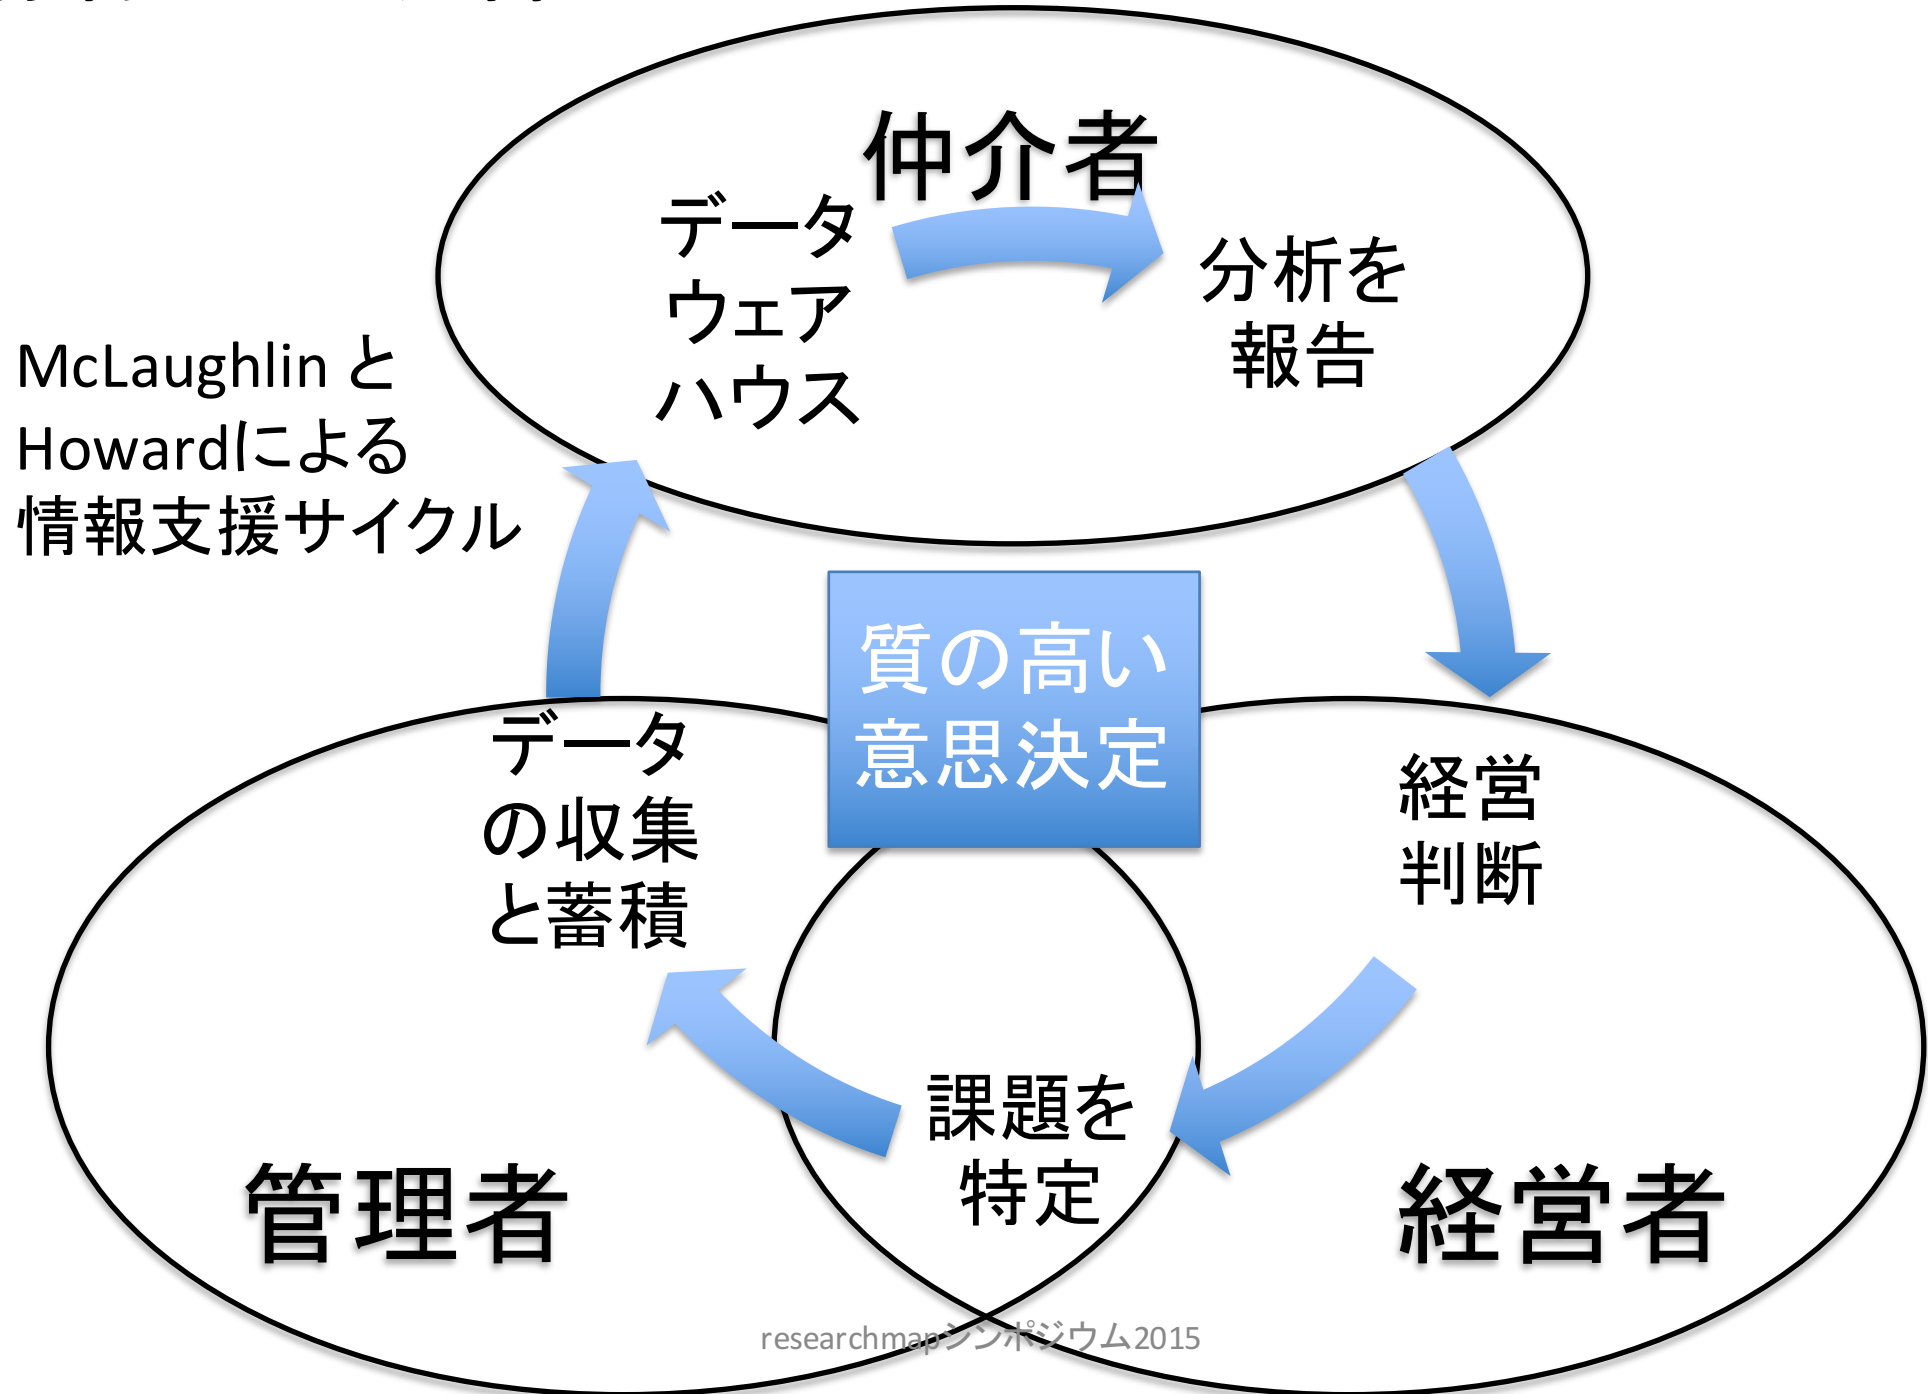 仲介者
データ
ウェア
ハウス
分析を
報告
McLaughlin と
Howardによる
情報支援サイクル
質の高い
意思決定
データ
の収集
と蓄積
経営
判断
課題を
特定
管理者
経営者
researchmapシンポジウム2015